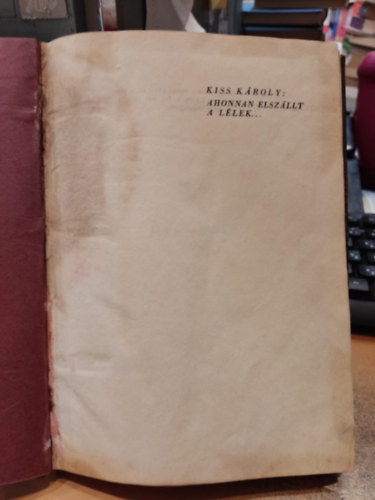 KISS KÁROLY:
AHONNAN ELSZÁLLT
A LÉLEK...